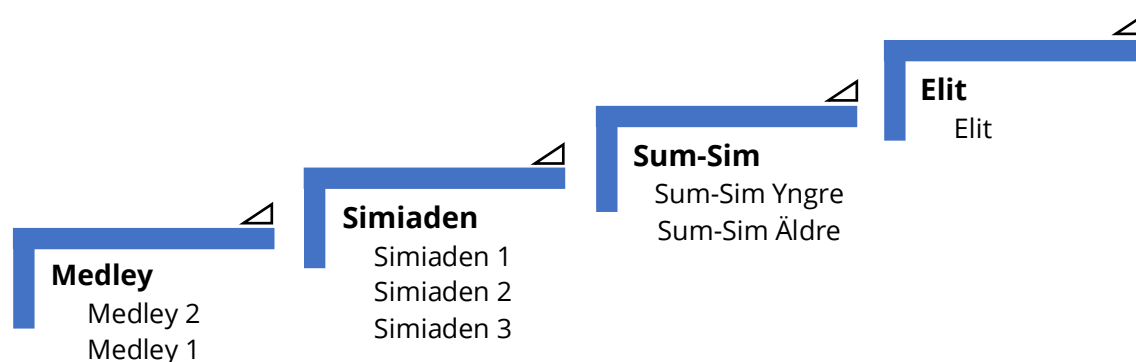 Medley
Medley 2
Medley 1
Simiaden
Simiaden 1
Simiaden 2
Simiaden 3
Sum-Sim
Sum-Sim Yngre
Sum-Sim Äldre
Elit
Elit